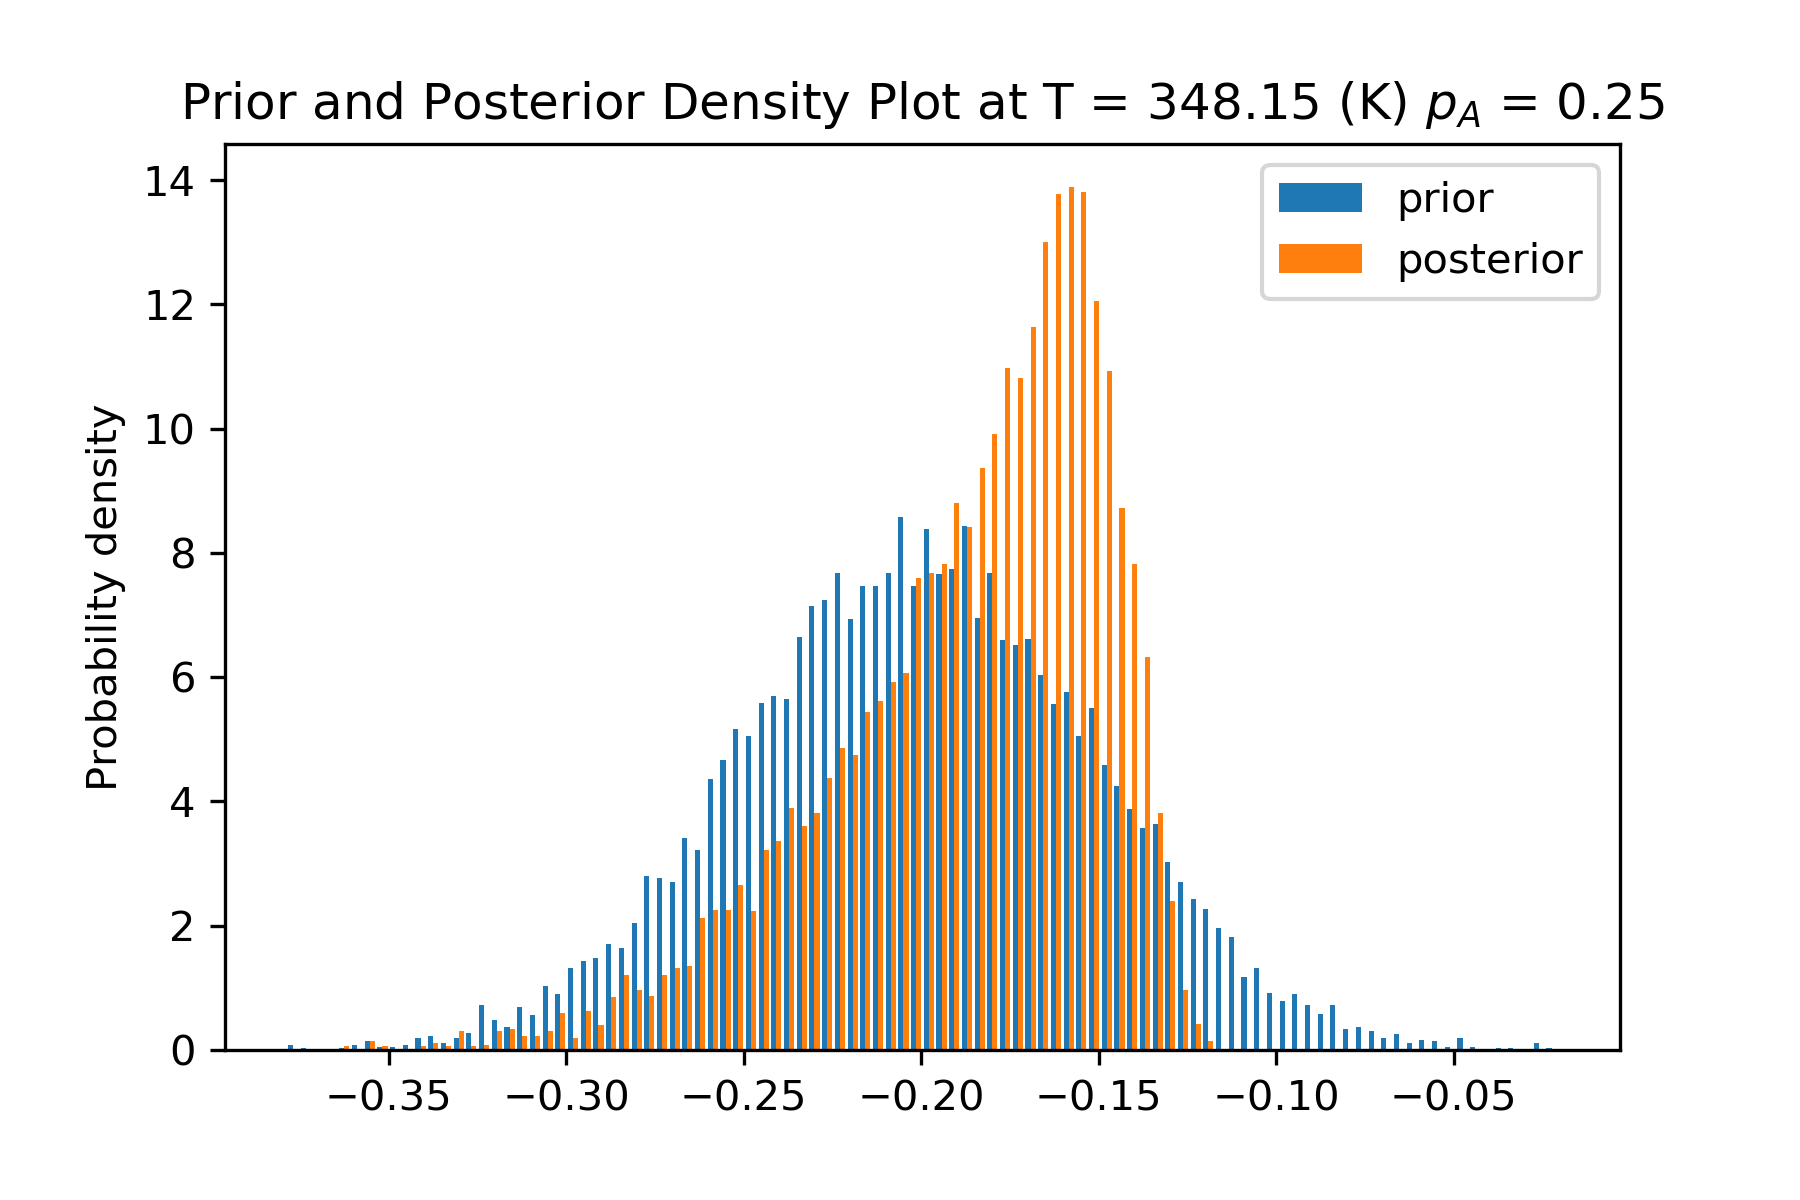 Prior and Posterior Density Plot at T = 348.15 (K) p_A = 0.25
prior
posterior
Probability density
14
12
10
8
6
4
2
0
−0.35 −0.30 −0.25 −0.20 −0.15 −0.10 −0.05